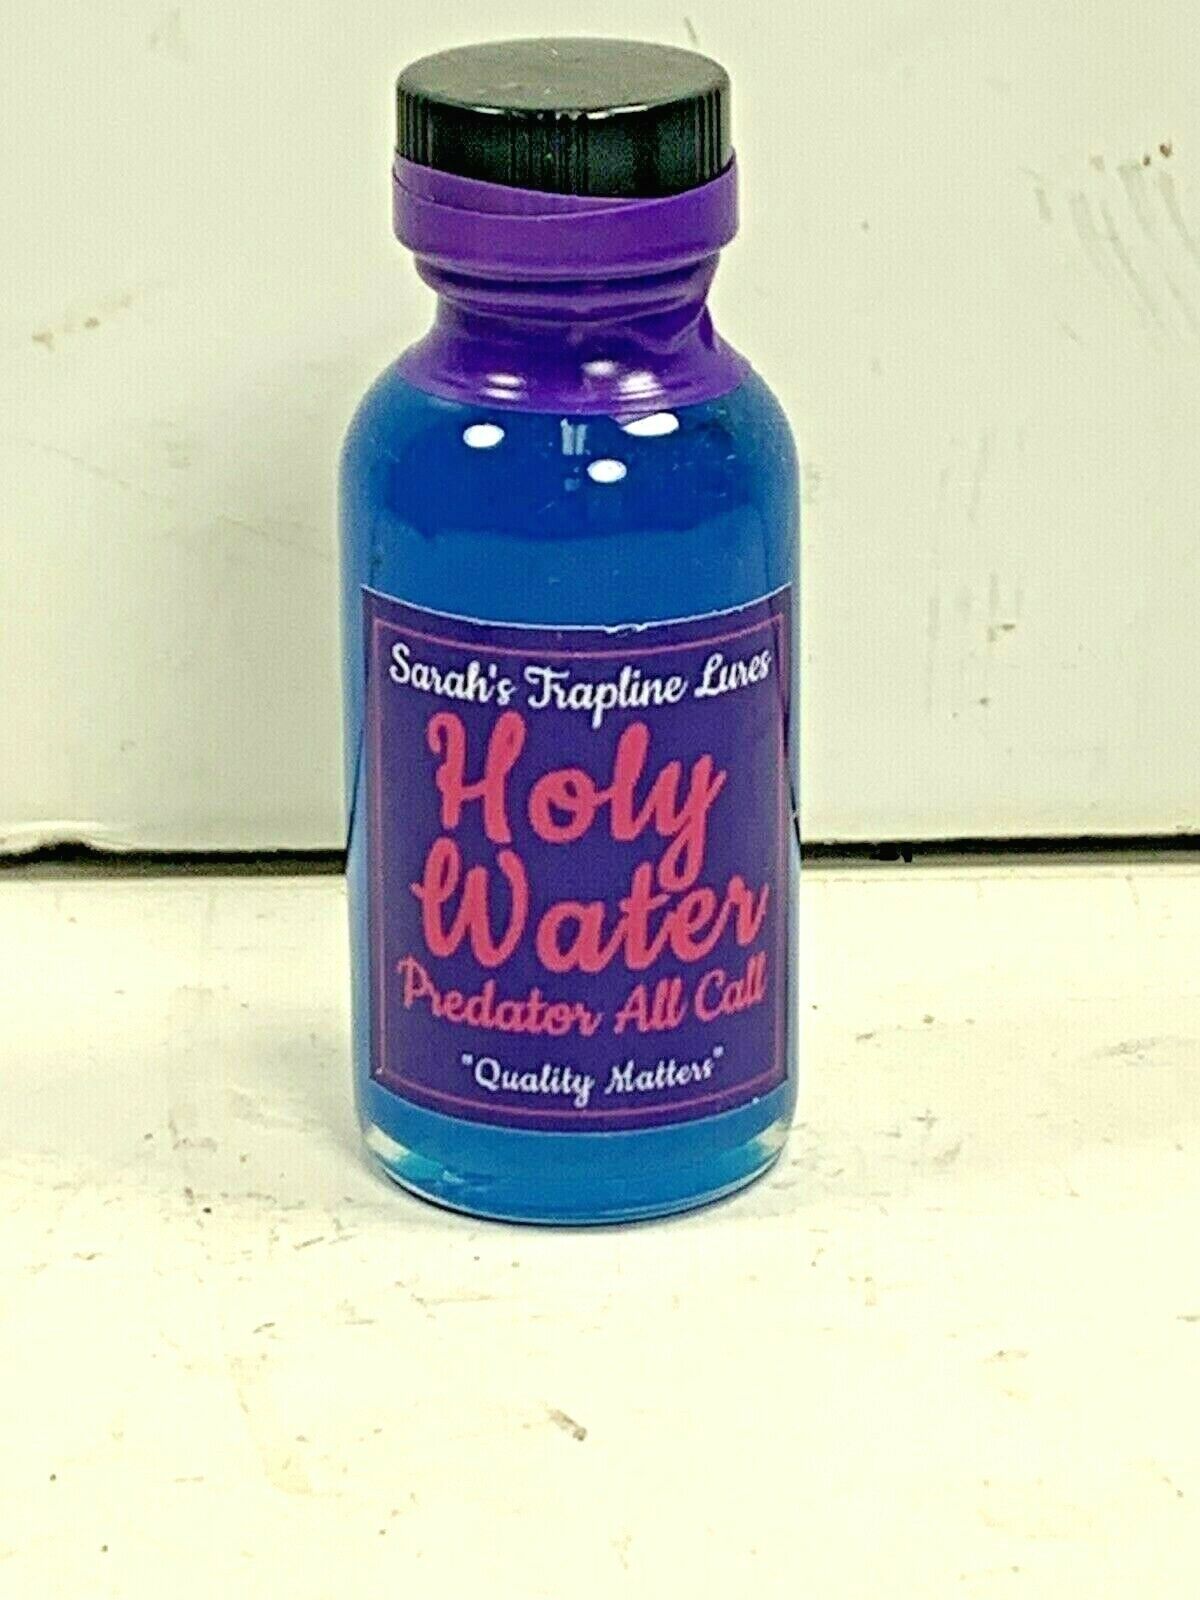 Sarah's Trapline Lures
Holy
Water
Predator All Call
"Quality Matters"